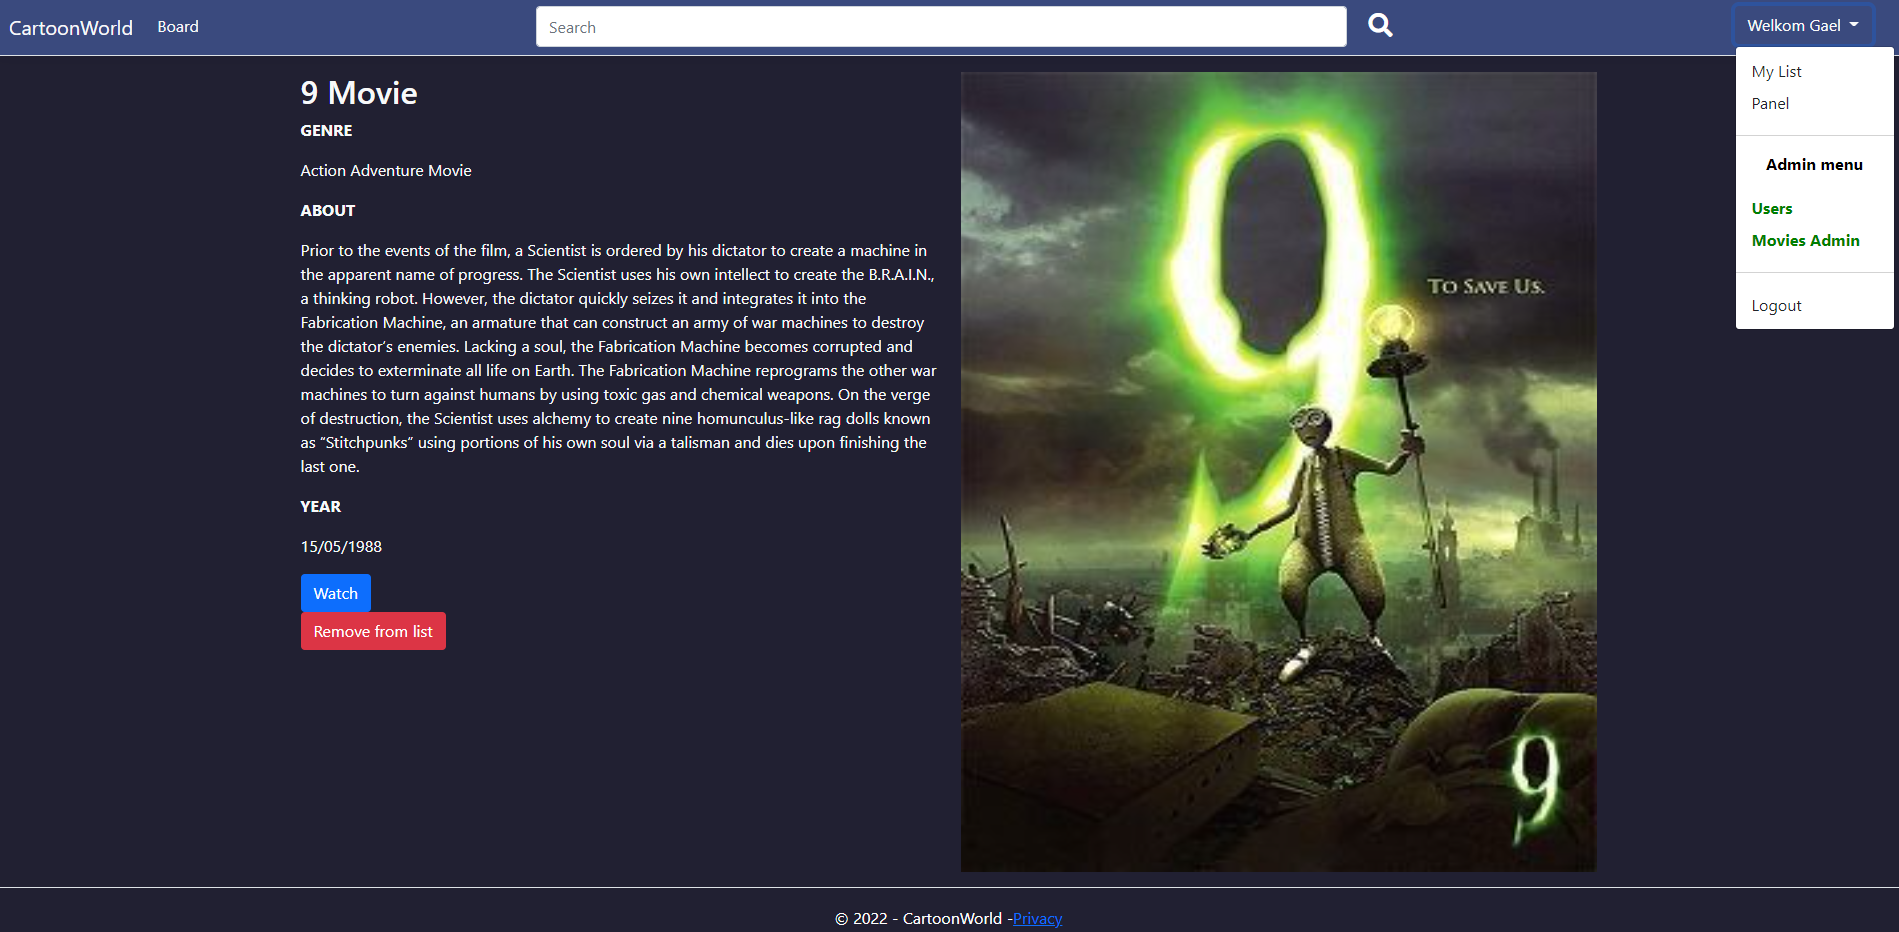 CartoonWorld Board Search Welkom Gael
My List
Panel
Admin menu
Users
Movies Admin
Logout
9 Movie
GENRE
Action Adventure Movie
ABOUT
Prior to the events of the film, a Scientist is ordered by his dictator to create a machine in
the apparent name of progress. The Scientist uses his own intellect to create the B.R.A.I.N.,
a thinking robot. However, the dictator quickly seizes it and integrates it into the
Fabrication Machine, an armature that can construct an army of war machines to destroy
the dictator’s enemies. Lacking a soul, the Fabrication Machine becomes corrupted and
decides to exterminate all life on Earth. The Fabrication Machine reprograms the other war
machines to turn against humans by using toxic gas and chemical weapons. On the verge
of destruction, the Scientist uses alchemy to create nine homunculus-like rag dolls known
as “Stitchpunks” using portions of his own soul via a talisman and dies upon finishing the
last one.
YEAR
15/05/1988
Watch
Remove from list
9
TO SAVE US.
9
© 2022 - CartoonWorld -Privacy